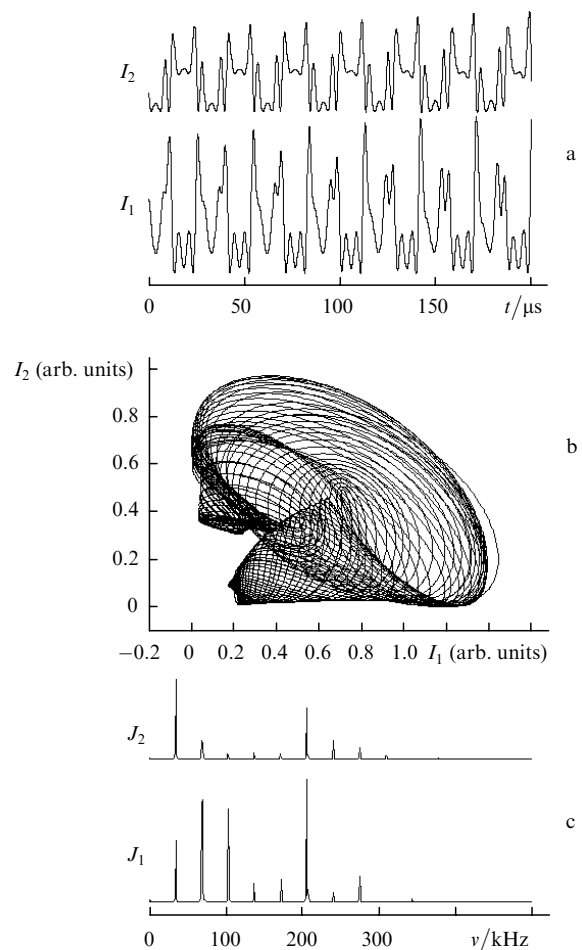 I₂
I₁
a
0 50 100 150 t/μs
I₂ (arb. units)
0.8
0.6
0.4
0.2
0
b
−0.2 0 0.2 0.4 0.6 0.8 1.0 I₁ (arb. units)
J₂
J₁
c
0 100 200 300 ν/kHz